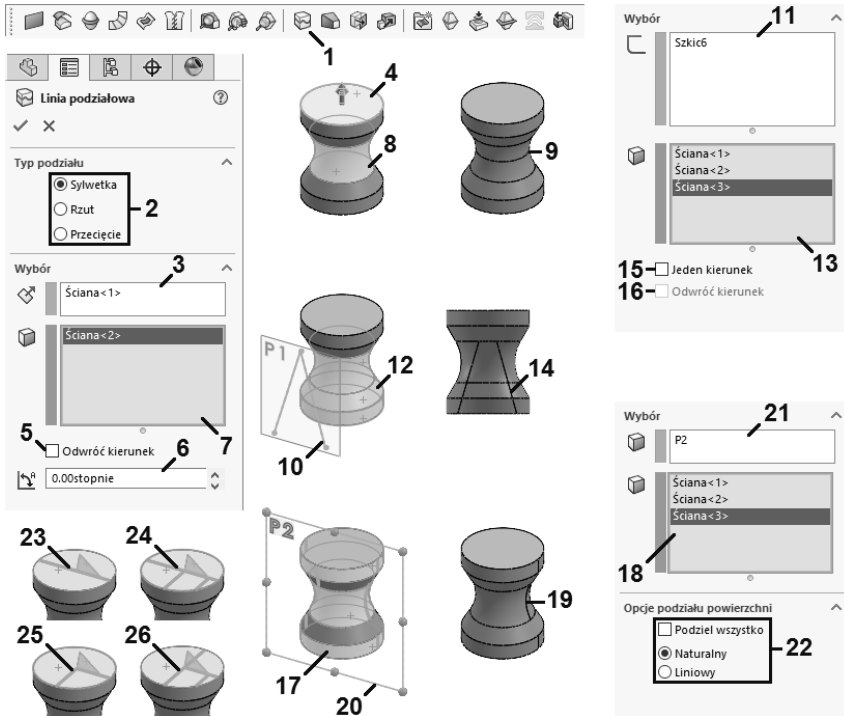 1
Linia podziałowa
Typ podziału
Sylwetka
Rzut
Przecięcie
2
Wybór
3
Ściana<1>
Ściana<2>
5
Odwróć kierunek
6
7
0.00stopnie
4
8
9
P1
12
10
14
Wybór
11
Szkic6
Ściana<1>
Ściana<2>
Ściana<3>
13
15
Jeden kierunek
16
Odwróć kierunek
23
24
25
26
P2
17
20
19
Wybór
21
P2
Ściana<1>
Ściana<2>
Ściana<3>
18
Opcje podziału powierzchni
Podziel wszystko
Naturalny
Liniowy
22